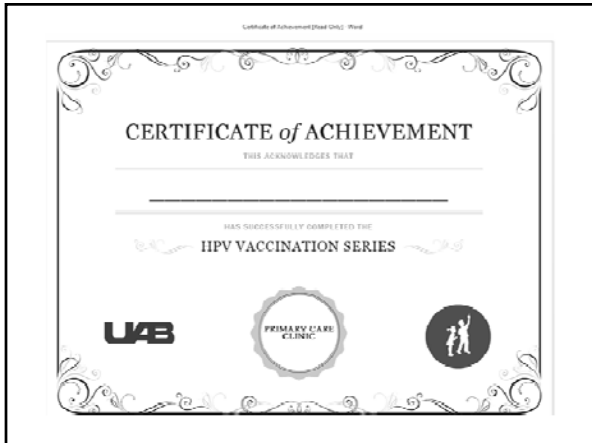 Certificate of Achievement [Read-Only] - Word
CERTIFICATE of ACHIEVEMENT
THIS ACKNOWLEDGES THAT
HAS SUCCESSFULLY COMPLETED THE
HPV VACCINATION SERIES
UAB
PRIMARY CARE
CLINIC